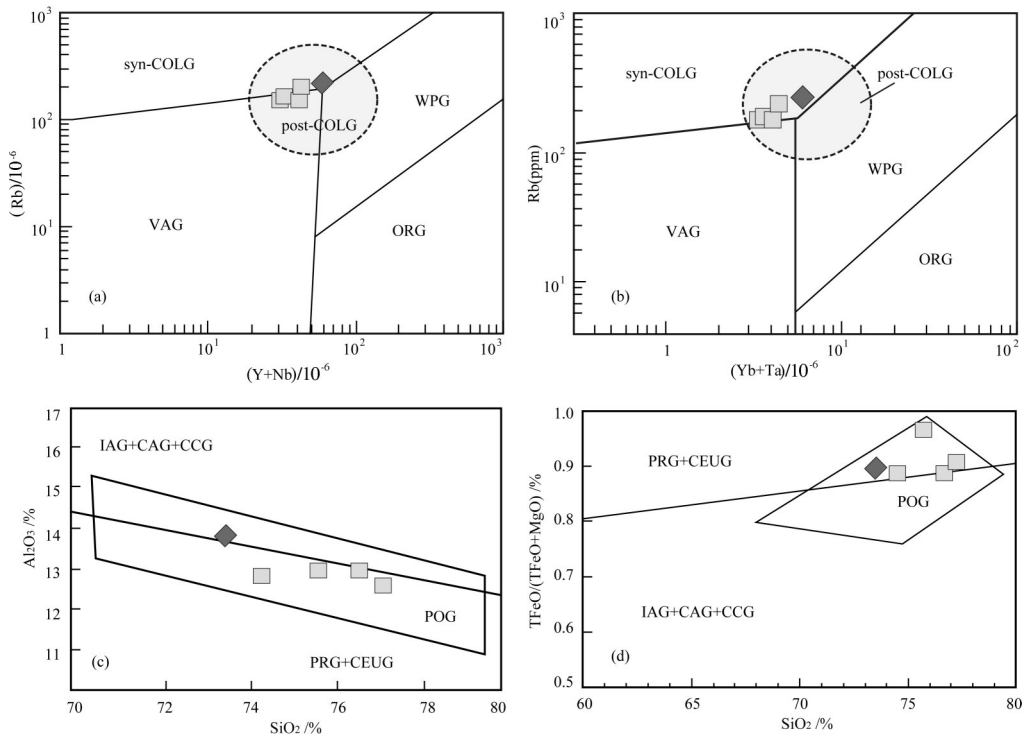 10³
10²
10¹
1
(Rb)/10⁻⁶
syn-COLG
WPG
post-COLG
VAG
ORG
(a)
1
10¹
10²
10³
(Y+Nb)/10⁻⁶
10³
10²
10¹
Rb(ppm)
syn-COLG
post-COLG
WPG
VAG
ORG
(b)
1
10¹
10²
(Yb+Ta)/10⁻⁶
17
16
15
14
13
12
11
Al₂O₃ /%
IAG+CAG+CCG
POG
PRG+CEUG
(c)
70
72
74
76
78
80
SiO₂ /%
1.0
0.9
0.8
0.6
0.5
TFeO/(TFeO+MgO) /%
PRG+CEUG
POG
IAG+CAG+CCG
(d)
60
65
70
75
80
SiO₂ /%